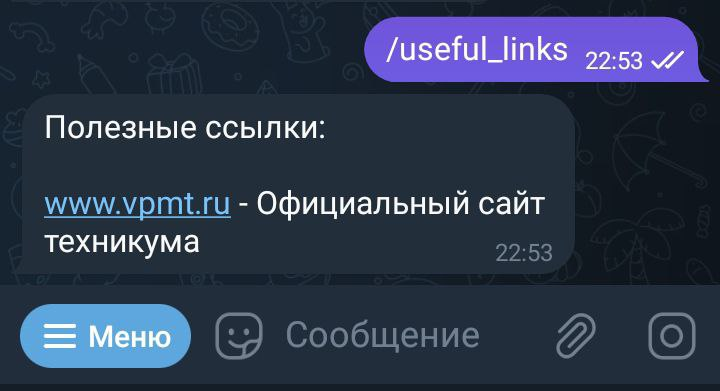 /useful_links 22:53
Полезные ссылки:
www.vpmt.ru - Официальный сайт
техникума 22:53
Меню Сообщение